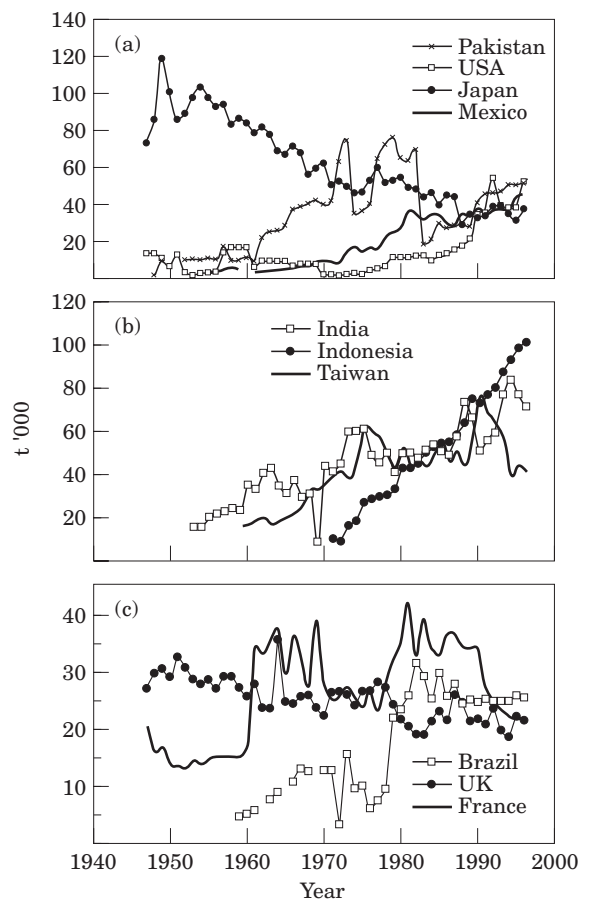 140
120
100
80
60
40
20
(a)
Pakistan
USA
Japan
Mexico
120
100
80
60
40
20
(b)
India
Indonesia
Taiwan
t '000
40
30
20
10
(c)
Brazil
UK
France
1940 1950 1960 1970 1980 1990 2000
Year